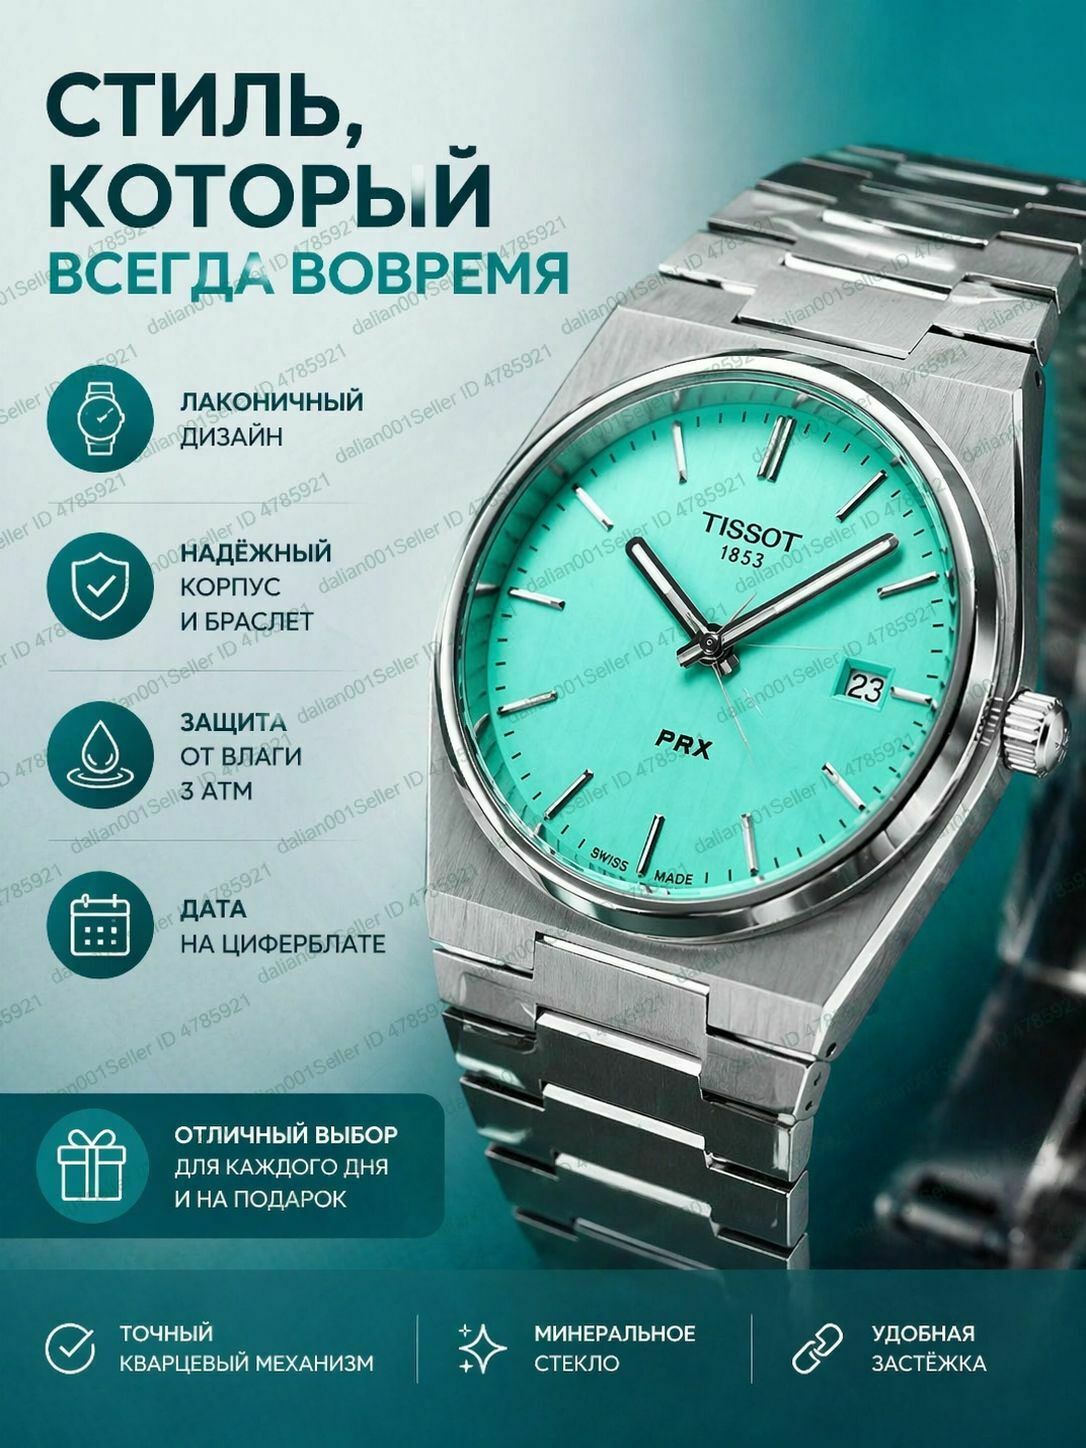 СТИЛЬ,
КОТОРЫЙ
ВСЕГДА ВОВРЕМЯ
ЛАКОНИЧНЫЙ
ДИЗАЙН
НАДЁЖНЫЙ
КОРПУС
И БРАСЛЕТ
ЗАЩИТА
ОТ ВЛАГИ
3 АТМ
ДАТА
НА ЦИФЕРБЛАТЕ
TISSOT
1853
23
PRX
SWISS MADE
ОТЛИЧНЫЙ ВЫБОР
ДЛЯ КАЖДОГО ДНЯ
И НА ПОДАРОК
ТОЧНЫЙ
КВАРЦЕВЫЙ МЕХАНИЗМ
МИНЕРАЛЬНОЕ
СТЕКЛО
УДОБНАЯ
ЗАСТЁЖКА
dalian001Seller ID 4785921